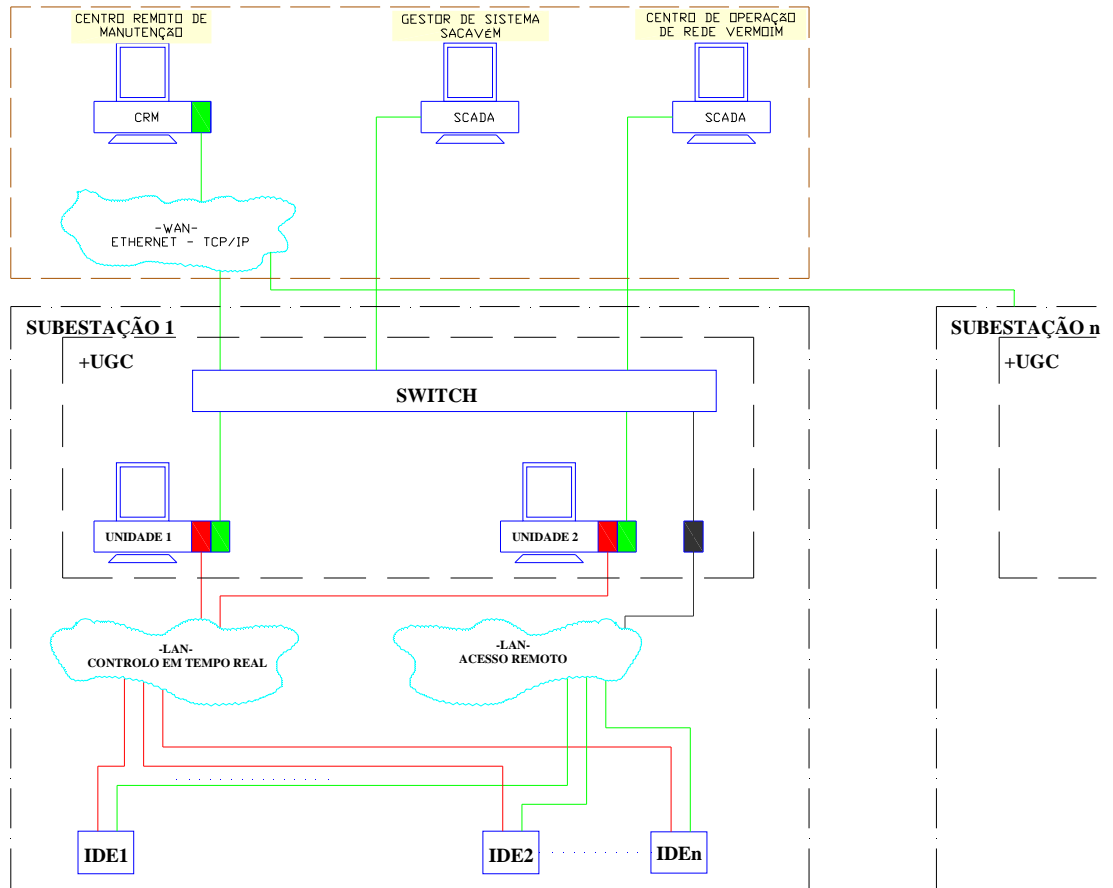 CENTRO REMOTO DE
MANUTENÇÃO
GESTOR DE SISTEMA
SACAVéM
CENTRO DE OPERAÇÃO
DE REDE VERMOIM
CRM
SCADA
SCADA
-WAN-
ETHERNET - TCP/IP
SUBESTAÇÃO 1
+UGC
SWITCH
UNIDADE 1
UNIDADE 2
-LAN-
CONTROLO EM TEMPO REAL
-LAN-
ACESSO REMOTO
IDE1
IDE2
IDEn
SUBESTAÇÃO n
+UGC